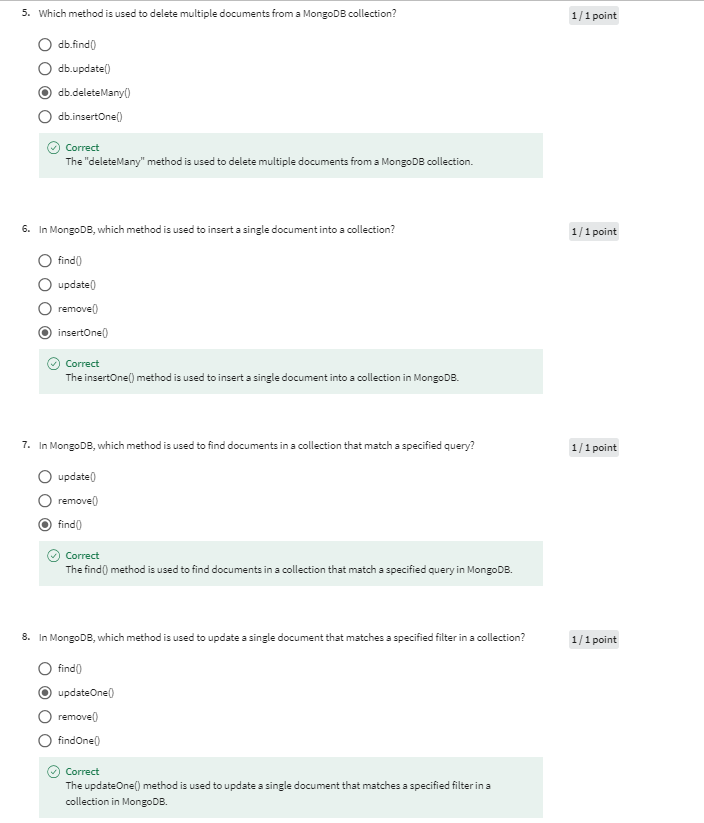 5. Which method is used to delete multiple documents from a MongoDB collection?
1 / 1 point
db.find()
db.update()
db.deleteMany()
db.insertOne()
Correct
The "deleteMany" method is used to delete multiple documents from a MongoDB collection.
6. In MongoDB, which method is used to insert a single document into a collection?
1 / 1 point
find()
update()
remove()
insertOne()
Correct
The insertOne() method is used to insert a single document into a collection in MongoDB.
7. In MongoDB, which method is used to find documents in a collection that match a specified query?
1 / 1 point
update()
remove()
find()
Correct
The find() method is used to find documents in a collection that match a specified query in MongoDB.
8. In MongoDB, which method is used to update a single document that matches a specified filter in a collection?
1 / 1 point
find()
updateOne()
remove()
findOne()
Correct
The updateOne() method is used to update a single document that matches a specified filter in a
collection in MongoDB.